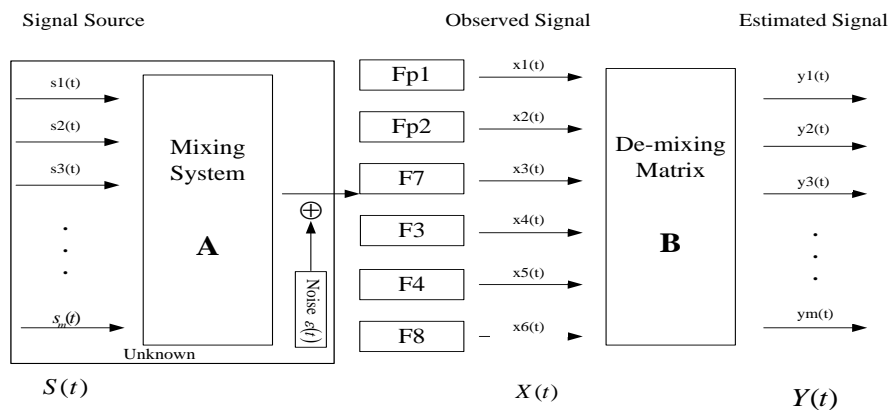 Signal Source
Observed Signal
Estimated Signal
s1(t)
s2(t)
s3(t)
sm(t)
Mixing System
A
Noise ε(t)
Unknown
S(t)
Fp1
Fp2
F7
F3
F4
F8
x1(t)
x2(t)
x3(t)
x4(t)
x5(t)
x6(t)
X(t)
De-mixing Matrix
B
y1(t)
y2(t)
y3(t)
ym(t)
Y(t)